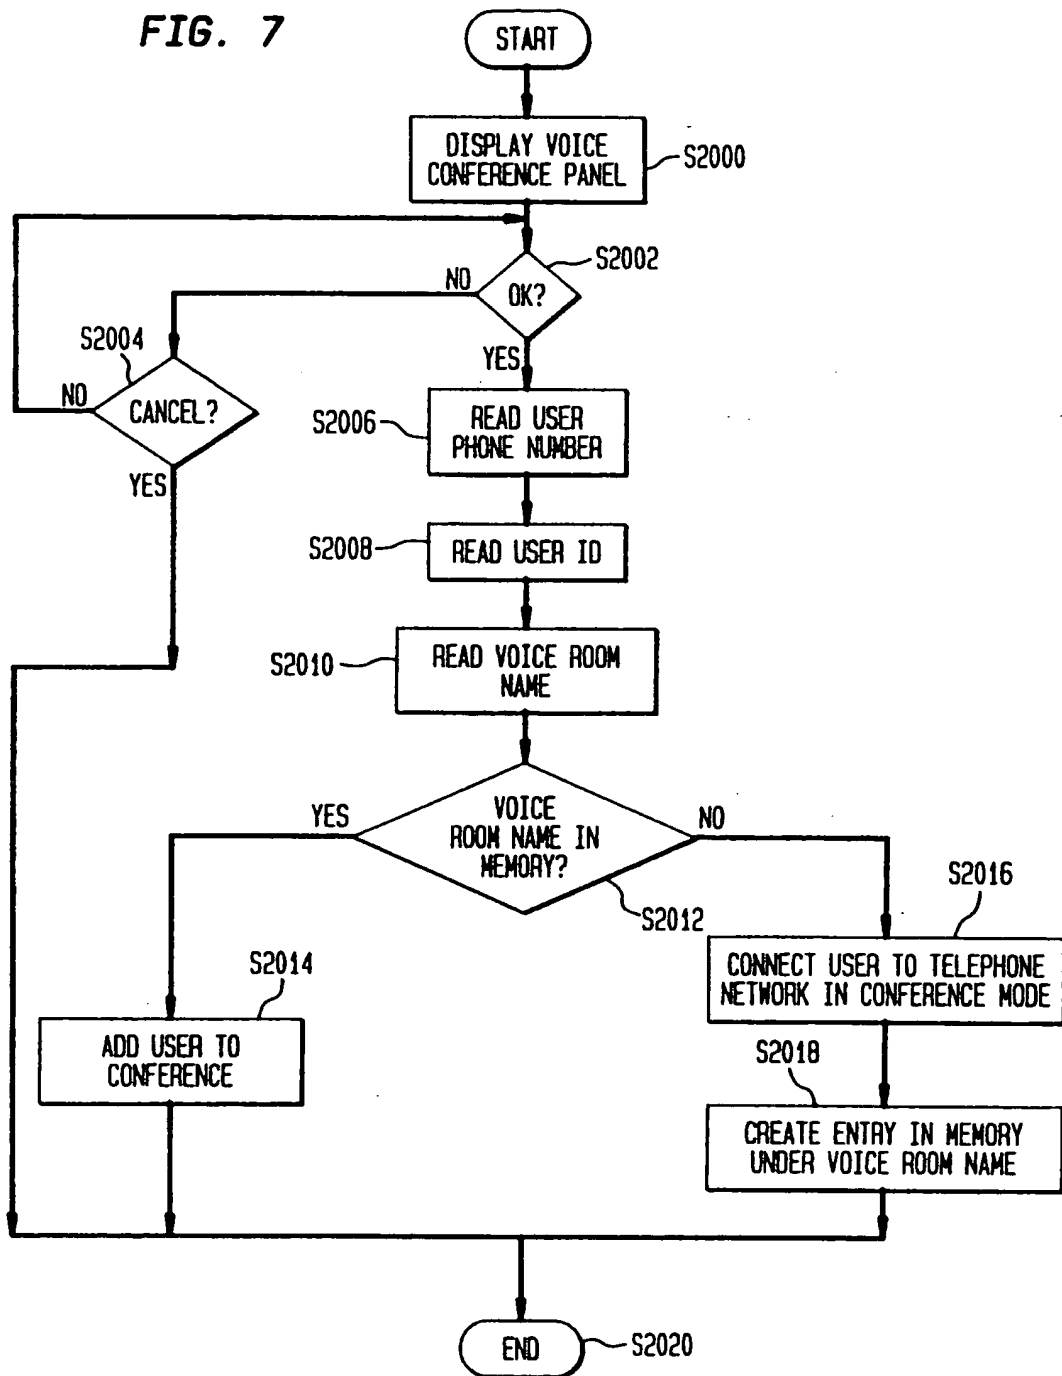 FIG. 7
START
DISPLAY VOICE
CONFERENCE PANEL
S2000
S2002
NO
OK?
S2004
YES
NO
CANCEL?
S2006
READ USER
PHONE NUMBER
YES
S2008
READ USER ID
S2010
READ VOICE ROOM
NAME
YES
VOICE
ROOM NAME IN
MEMORY?
NO
S2012
S2016
S2014
CONNECT USER TO TELEPHONE
NETWORK IN CONFERENCE MODE
ADD USER TO
CONFERENCE
S2018
CREATE ENTRY IN MEMORY
UNDER VOICE ROOM NAME
END
S2020